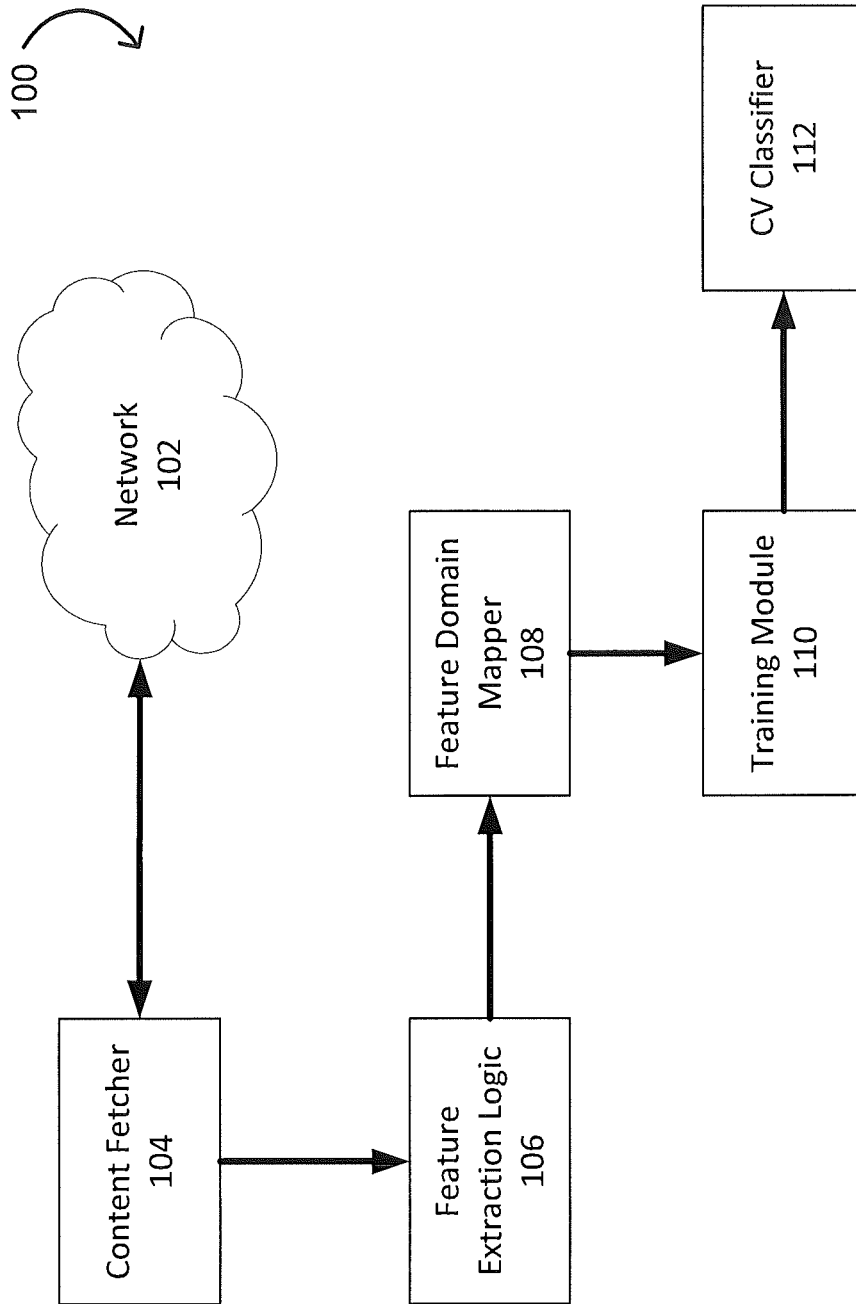 100
Network
102
Content Fetcher
104
Feature
Extraction Logic
106
Feature Domain
Mapper
108
Training Module
110
CV Classifier
112